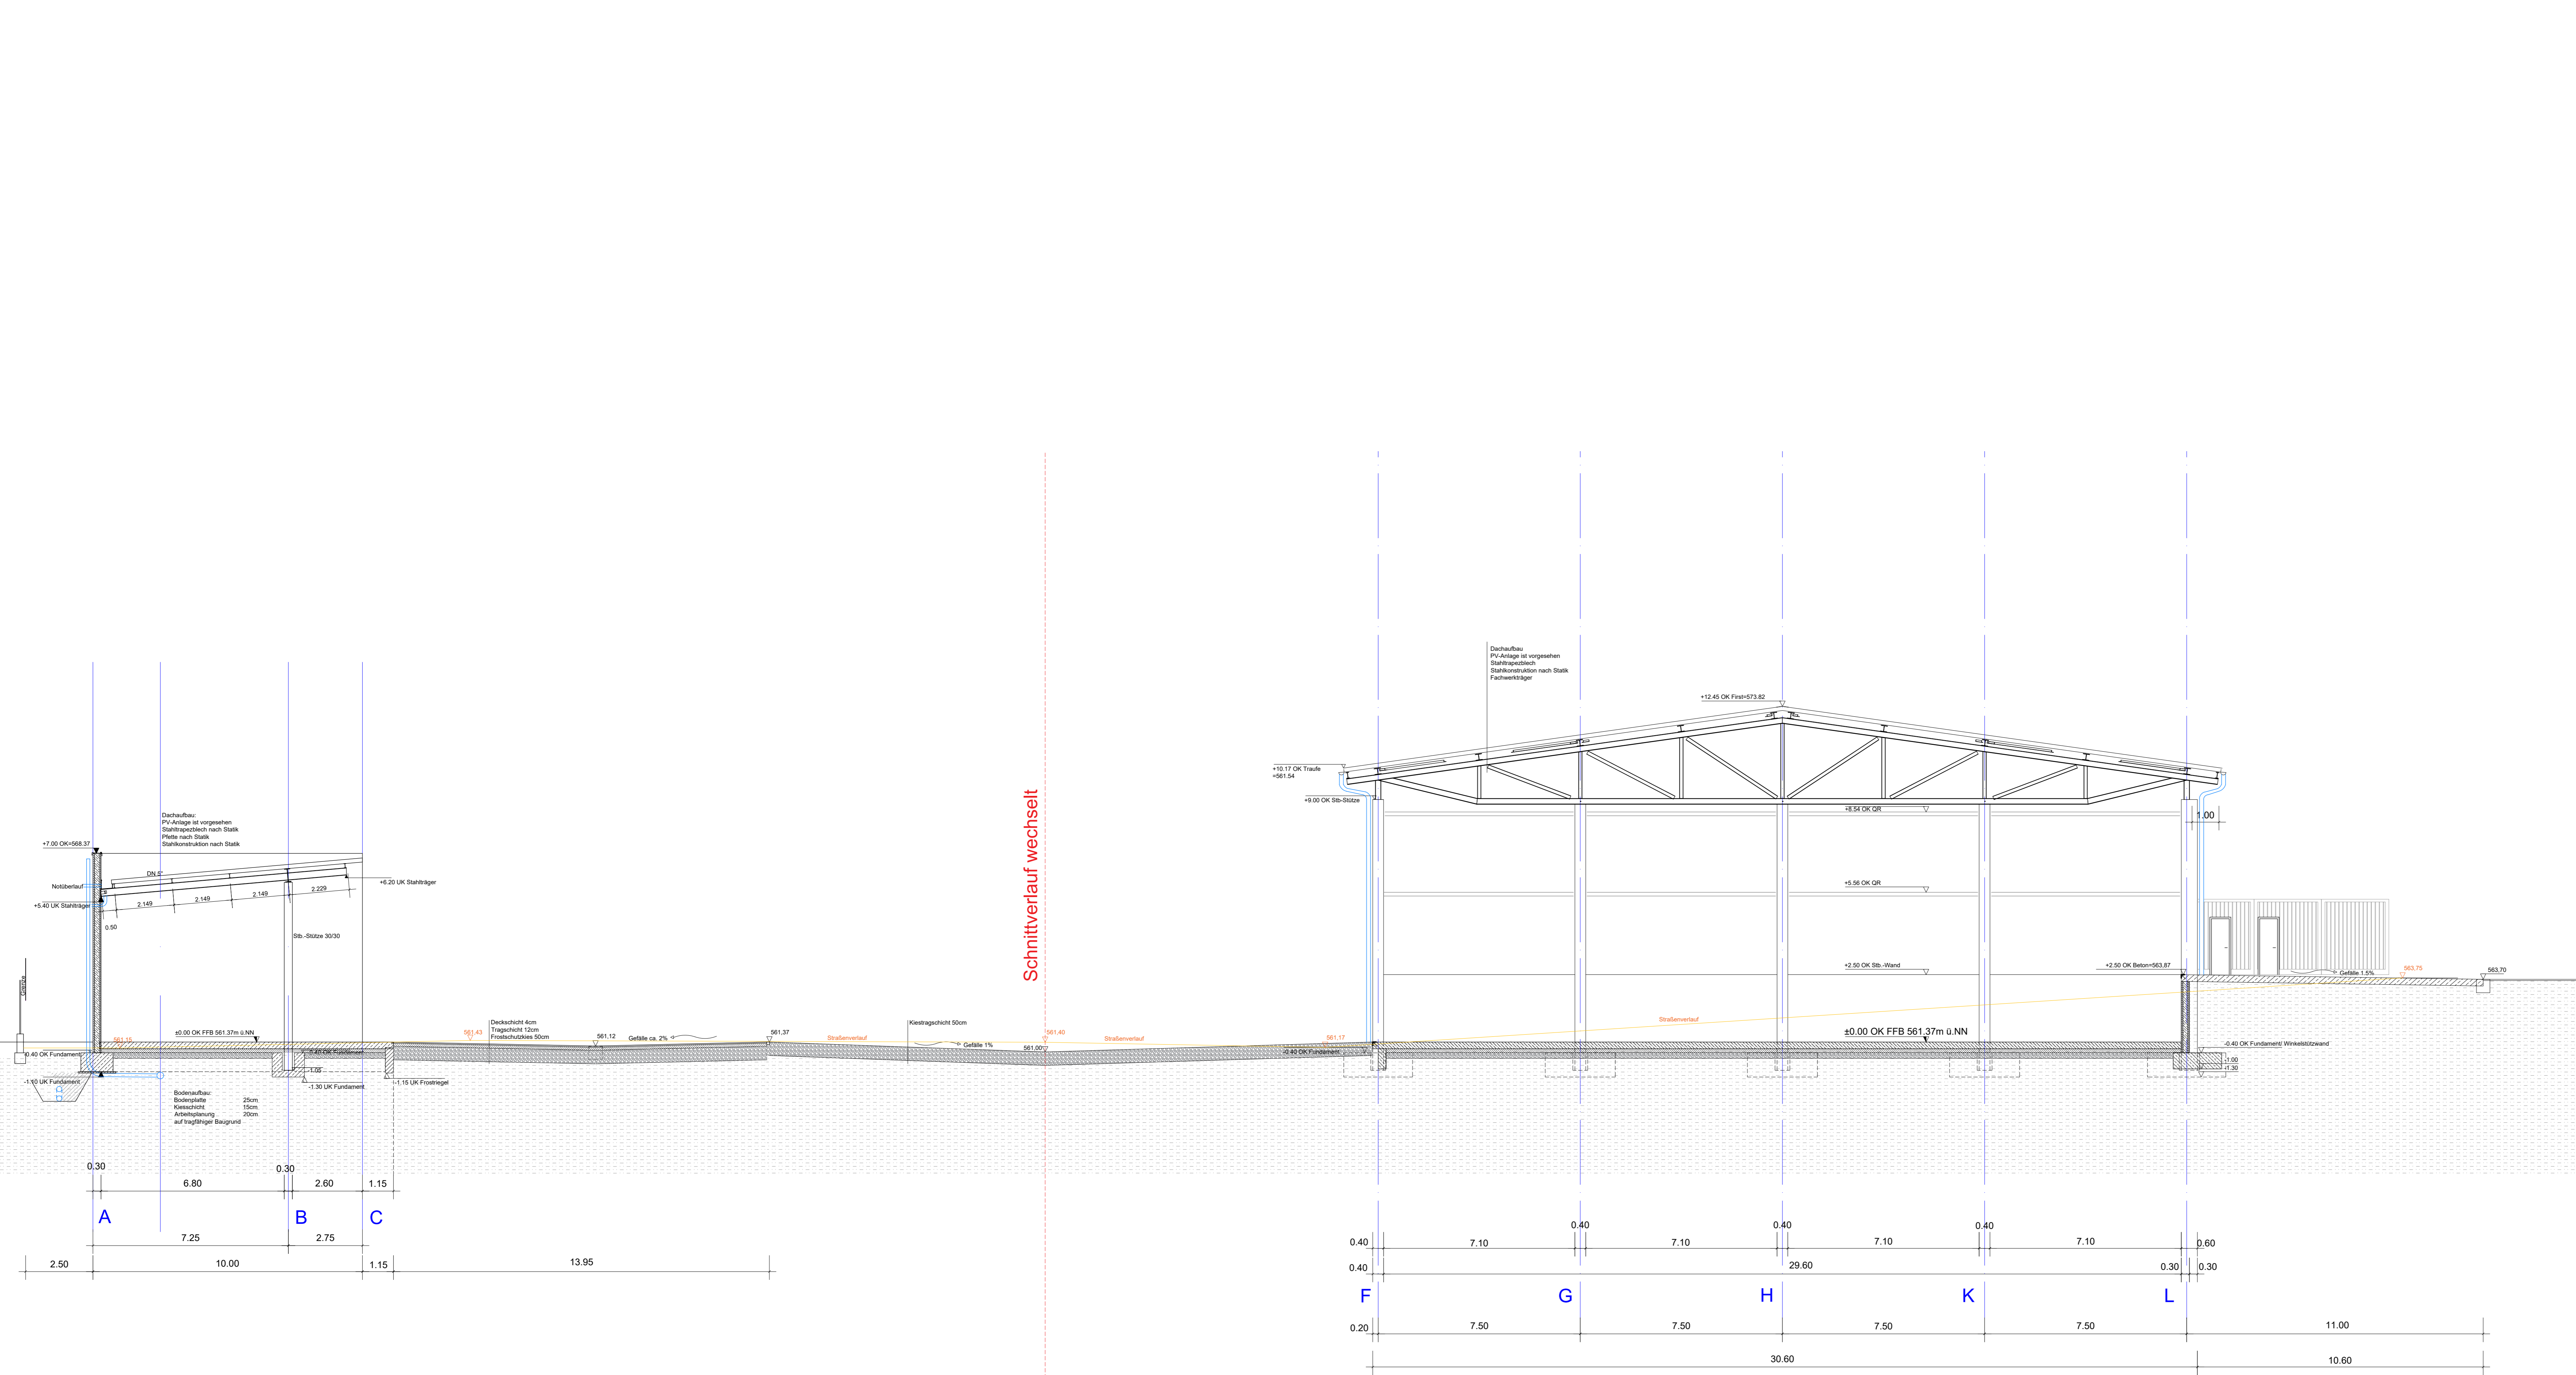 Dachaufbau
PV-Anlage ist vorgesehen
Stahltrapezblech
Stahlkonstruktion nach Statik
Fachwerkträger
+12.45 OK First=573.82
+10.17 OK Traufe
=561.54
+9.00 OK Stb-Stütze
+8.54 OK QR
1.00
Dachaufbau:
PV-Anlage ist vorgesehen
Stahltrapezblech nach Statik
Pfette nach Statik
Stahlkonstruktion nach Statik
+7.00 OK=568.37
DN 5°
Notüberlauf
+6.20 UK Stahlträger
2.149
2.149
2.149
2.229
+5.40 UK Stahlträger
0.50
Stb.-Stütze 30/30
+5.56 OK QR
Schnittverlauf wechselt
Grenze
+2.50 OK Stb.-Wand
+2.50 OK Beton=563,87
Gefälle 1.5%
563,75
563,70
±0.00 OK FFB 561.37m ü.NN
561,15
561,43
Deckschicht 4cm
Tragschicht 12cm
Frostschutzkies 50cm
561,12
Gefälle ca. 2%
561,37
Straßenverlauf
Kiestragschicht 50cm
Gefälle 1%
561,40
561,00
Straßenverlauf
561,17
Straßenverlauf
±0.00 OK FFB 561.37m ü.NN
-0.40 OK Fundament
-0.40 OK Fundament
-0.40 OK Fundament
-0.40 OK Fundament/ Winkelstützwand
-1.00
-1.30
-1.10 UK Fundament
-1.05
-1.30 UK Fundament
-1.15 UK Frostriegel
Bodenaufbau:
Bodenplatte 25cm
Kiesschicht 15cm
Arbeitsplanung 20cm
auf tragfähiger Baugrund
0.30
0.30
6.80
2.60
1.15
A
B
C
7.25
2.75
2.50
10.00
1.15
13.95
0.40
0.40
0.40
0.40
7.10
7.10
7.10
7.10
0.60
0.40
29.60
0.30
0.30
F
G
H
K
L
0.20
7.50
7.50
7.50
7.50
11.00
30.60
10.60